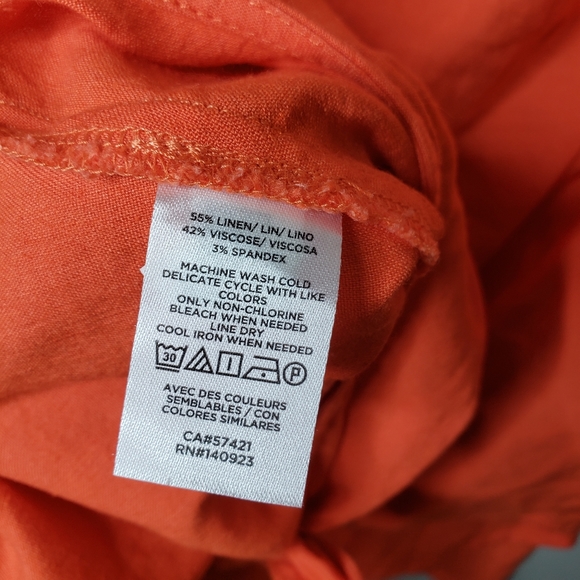 55% LINEN/ LIN/ LINO
42% VISCOSE/ VISCOSA
3% SPANDEX
MACHINE WASH COLD
DELICATE CYCLE WITH LIKE
COLORS
ONLY NON-CHLORINE
BLEACH WHEN NEEDED
LINE DRY
COOL IRON WHEN NEEDED
30 P
AVEC DES COULEURS
SEMBLABLES / CON
COLORES SIMILARES
CA#57421
RN#140923